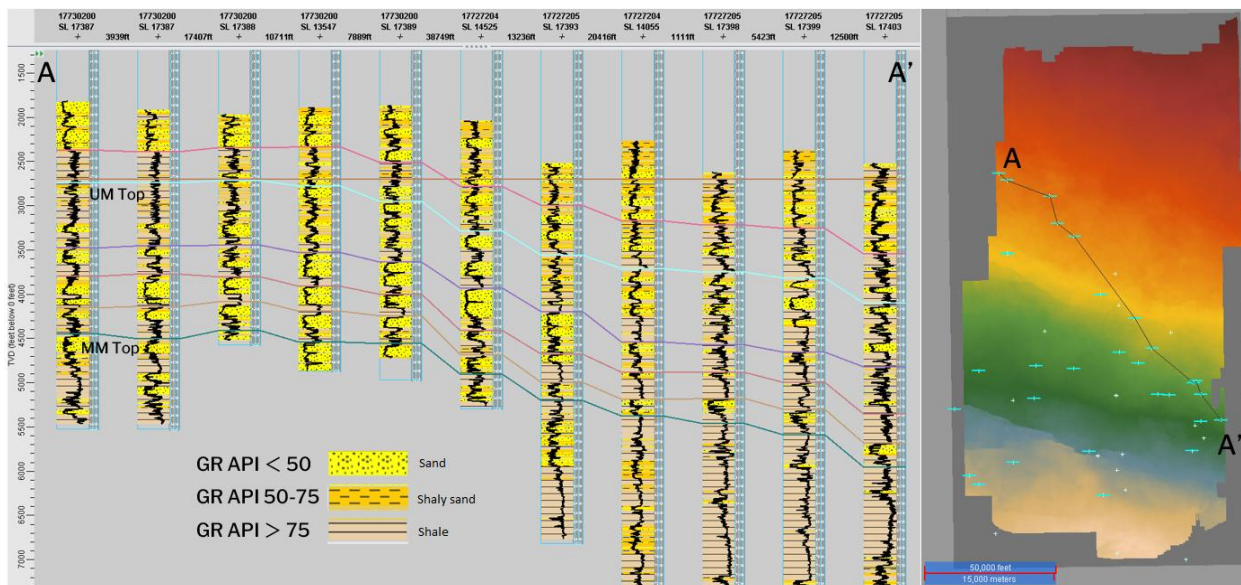 17730200 17730200 17730200 17730200 17730200 17727204 17727205 17727204 17727205 17727205 17727205
SL 17387 SL 17387 SL 17388 SL 13547 SL 17389 SL 14525 SL 17393 SL 14055 SL 17398 SL 17399 SL 17403
3939ft 17407ft 10711ft 7889ft 38749ft 13236ft 20416ft 1111ft 5423ft
A A'
TVD (feet below 0 feet)
1500
2000
2500
3000
3500
4000
4500
5000
5500
6000
6500
7000
UM Top
MM Top
GR API < 50 Sand
GR API 50-75 Shaly sand
GR API > 75 Shale
A
A'
50,000 feet
15,000 meters